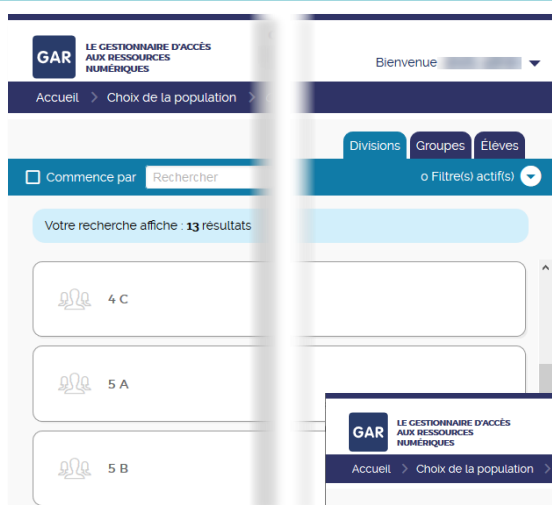 GAR LE GESTIONNAIRE D'ACCÈS
AUX RESSOURCES
NUMÉRIQUES
Bienvenue
Accueil > Choix de la population >
Divisions Groupes Élèves
Commence par Rechercher
0 Filtre(s) actif(s)
Votre recherche affiche : 13 résultats
4 C
5 A
5 B
GAR LE GESTIONNAIRE D'ACCÈS
AUX RESSOURCES
NUMÉRIQUES
Accueil > Choix de la population >